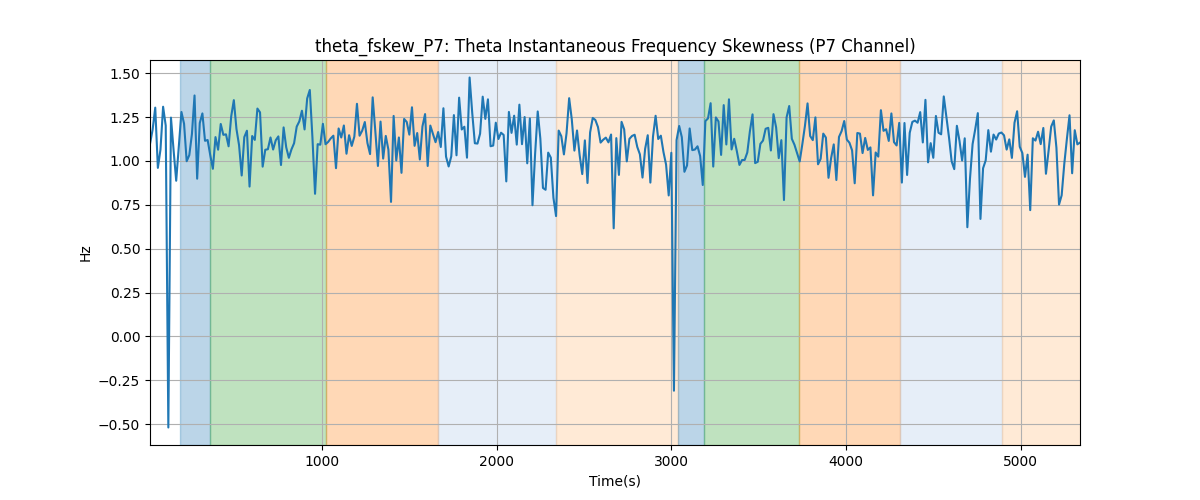 theta_fskew_P7: Theta Instantaneous Frequency Skewness (P7 Channel)
1.50
1.25
1.00
0.75
0.50
0.25
0.00
−0.25
−0.50
Hz
1000 2000 3000 4000 5000
Time(s)